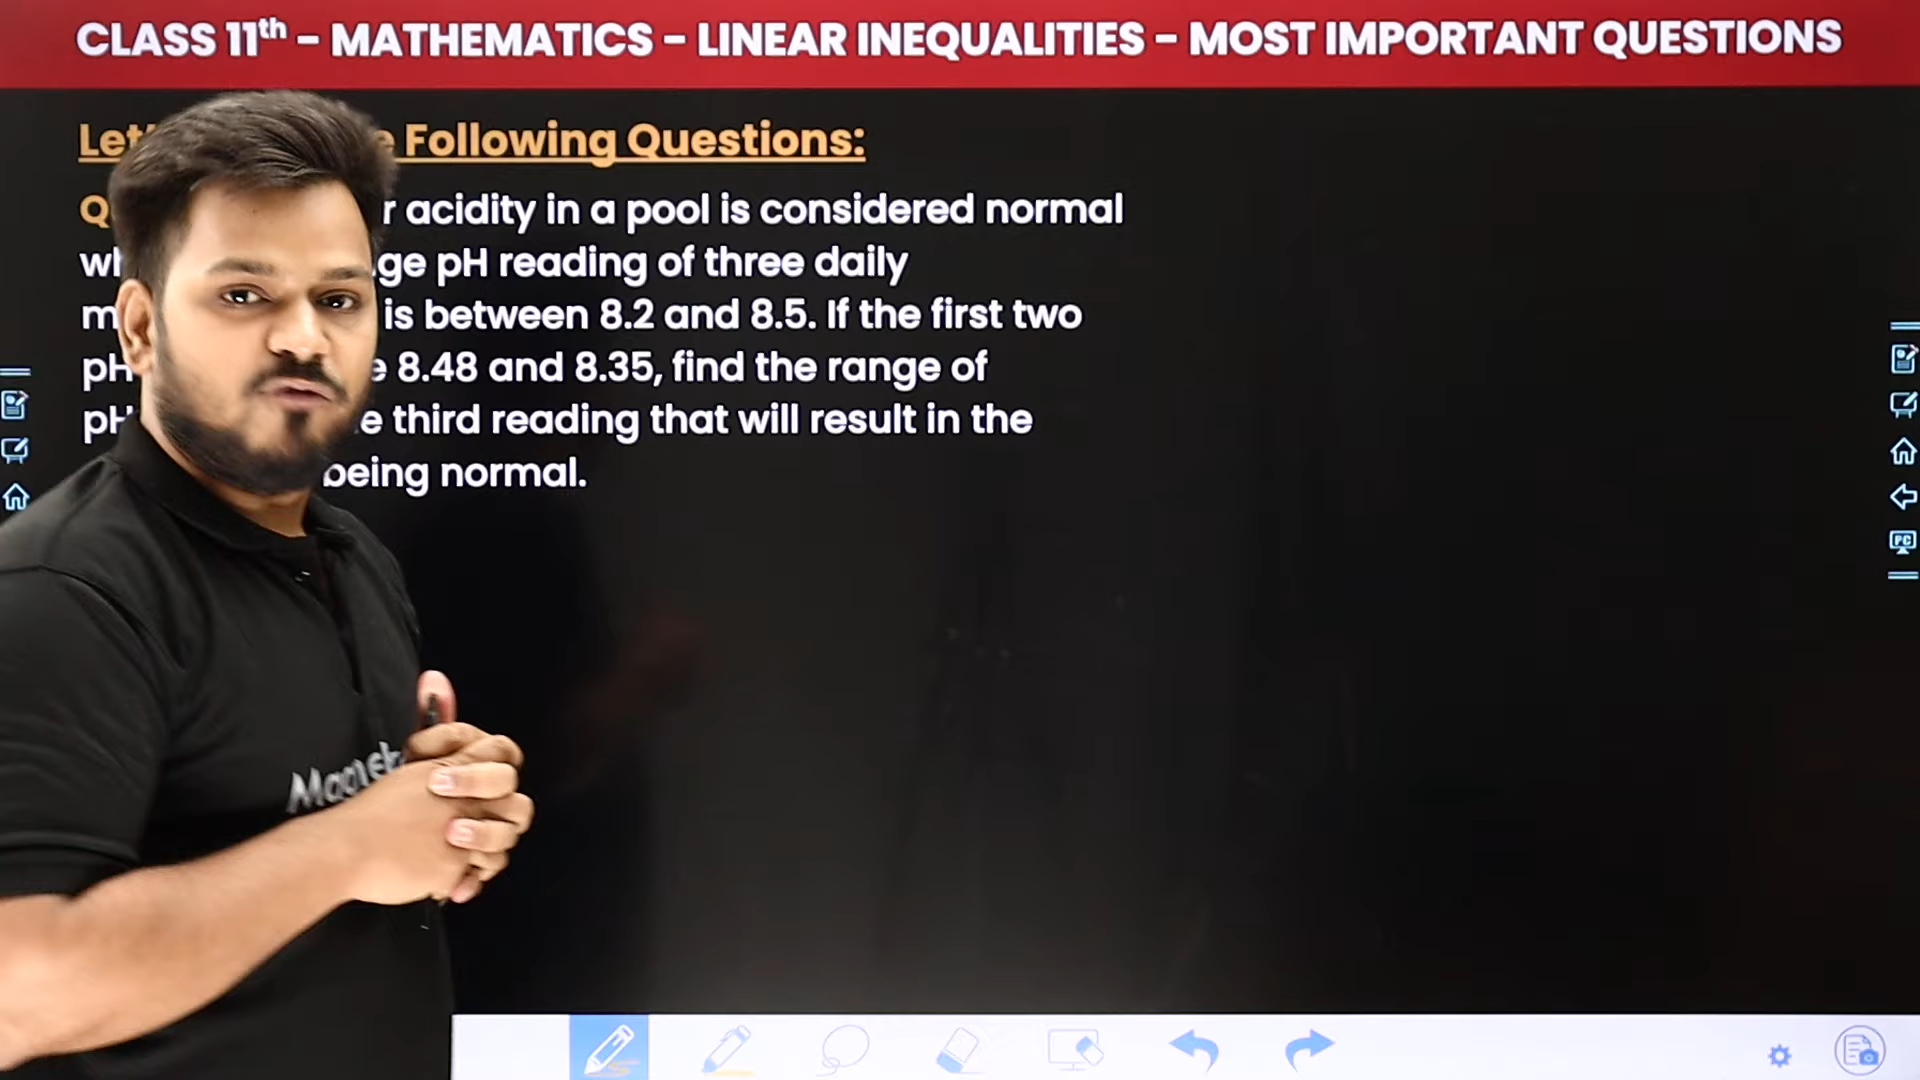 CLASS 11th – MATHEMATICS – LINEAR INEQUALITIES – MOST IMPORTANT QUESTIONS
Following Questions:
acidity in a pool is considered normal
pH reading of three daily
is between 8.2 and 8.5. If the first two
8.48 and 8.35, find the range of
third reading that will result in the
being normal.
PC